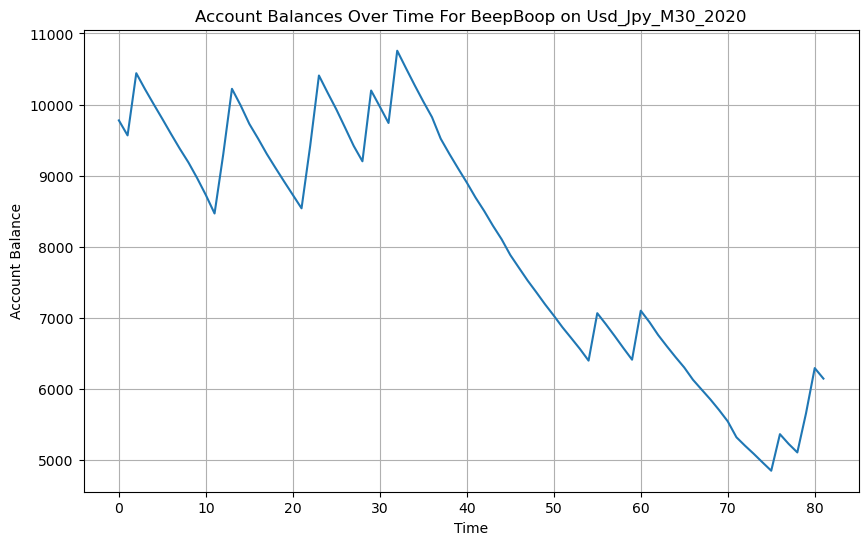 Account Balances Over Time For BeepBoop on Usd_Jpy_M30_2020
11000
10000
9000
8000
7000
6000
5000
Account Balance
0 10 20 30 40 50 60 70 80
Time